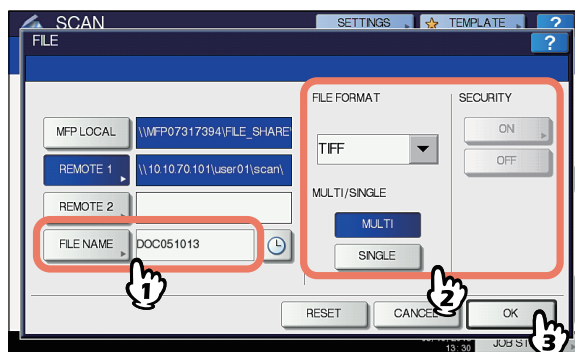 SCAN
SETTINGS
TEMPLATE
?
FILE
?
FILE FORMAT
SECURITY
MFP LOCAL
\\MFP07317394\FILE_SHARE
TIFF
ON
REMOTE 1
\\10.10.70.101\user01\scan\
OFF
REMOTE 2
MULTI/SINGLE
MULTI
FILE NAME
DOC051013
SINGLE
1
2
RESET
CANCEL
OK
3
13:30
JOB ST